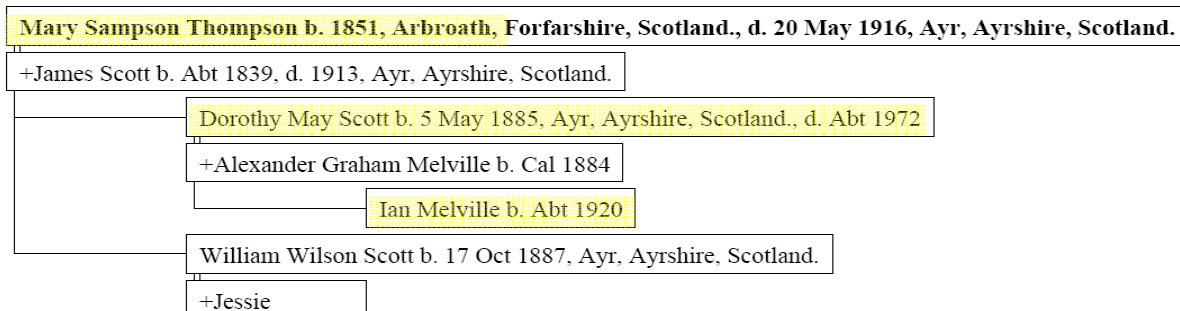 Mary Sampson Thompson b. 1851, Arbroath, Forfarshire, Scotland., d. 20 May 1916, Ayr, Ayrshire, Scotland.
+James Scott b. Abt 1839, d. 1913, Ayr, Ayrshire, Scotland.
Dorothy May Scott b. 5 May 1885, Ayr, Ayrshire, Scotland., d. Abt 1972
+Alexander Graham Melville b. Cal 1884
Ian Melville b. Abt 1920
William Wilson Scott b. 17 Oct 1887, Ayr, Ayrshire, Scotland.
+Jessie